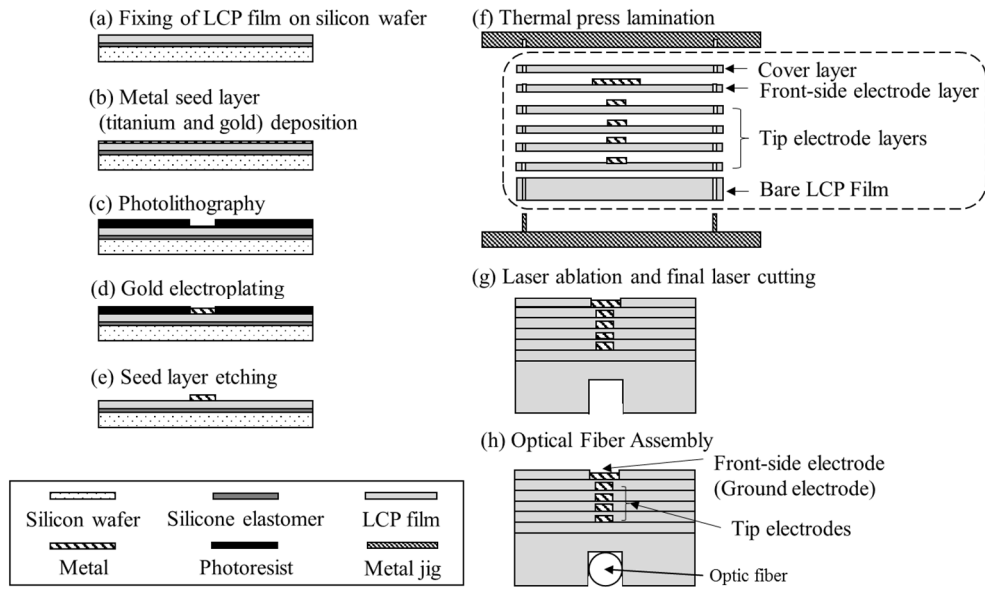 (a) Fixing of LCP film on silicon wafer
(b) Metal seed layer
(titanium and gold) deposition
(c) Photolithography
(d) Gold electroplating
(e) Seed layer etching
Silicon wafer
Silicone elastomer
LCP film
Metal
Photoresist
Metal jig
(f) Thermal press lamination
Cover layer
Front-side electrode layer
Tip electrode layers
Bare LCP Film
(g) Laser ablation and final laser cutting
(h) Optical Fiber Assembly
Front-side electrode
(Ground electrode)
Tip electrodes
Optic fiber